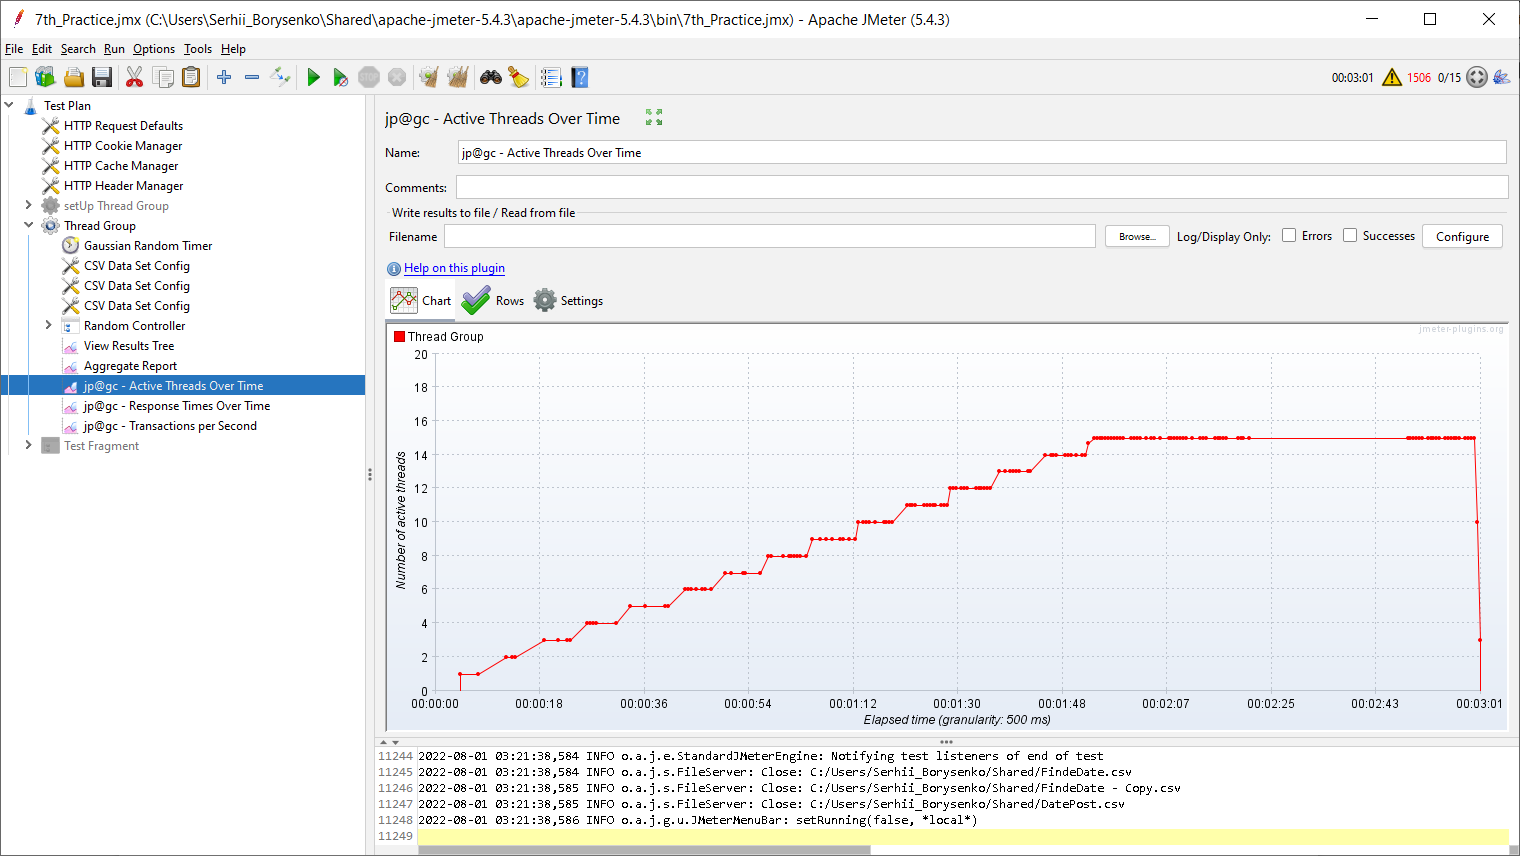 7th_Practice.jmx (C:\Users\Serhii_Borysenko\Shared\apache-jmeter-5.4.3\apache-jmeter-5.4.3\bin\7th_Practice.jmx) - Apache JMeter (5.4.3)
File Edit Search Run Options Tools Help
STOP
00:03:01 1506 0/15
Test Plan
HTTP Request Defaults
HTTP Cookie Manager
HTTP Cache Manager
HTTP Header Manager
setUp Thread Group
Thread Group
Gaussian Random Timer
CSV Data Set Config
CSV Data Set Config
CSV Data Set Config
Random Controller
View Results Tree
Aggregate Report
jp@gc - Active Threads Over Time
jp@gc - Response Times Over Time
jp@gc - Transactions per Second
Test Fragment
jp@gc - Active Threads Over Time
Name: jp@gc - Active Threads Over Time
Comments:
Write results to file / Read from file
Filename Browse... Log/Display Only: Errors Successes Configure
Help on this plugin
Chart Rows Settings
Thread Group
jmeter-plugins.org
20
18
16
14
12
10
8
6
4
2
0
Number of active threads
00:00:00 00:00:18 00:00:36 00:00:54 00:01:12 00:01:30 00:01:48 00:02:07 00:02:25 00:02:43 00:03:01
Elapsed time (granularity: 500 ms)
11244 2022-08-01 03:21:38,584 INFO o.a.j.e.StandardJMeterEngine: Notifying test listeners of end of test
11245 2022-08-01 03:21:38,584 INFO o.a.j.s.FileServer: Close: C:/Users/Serhii_Borysenko/Shared/FindeDate.csv
11246 2022-08-01 03:21:38,585 INFO o.a.j.s.FileServer: Close: C:/Users/Serhii_Borysenko/Shared/FindeDate - Copy.csv
11247 2022-08-01 03:21:38,585 INFO o.a.j.s.FileServer: Close: C:/Users/Serhii_Borysenko/Shared/DatePost.csv
11248 2022-08-01 03:21:38,586 INFO o.a.j.g.u.JMeterMenuBar: setRunning(false, *local*)
11249